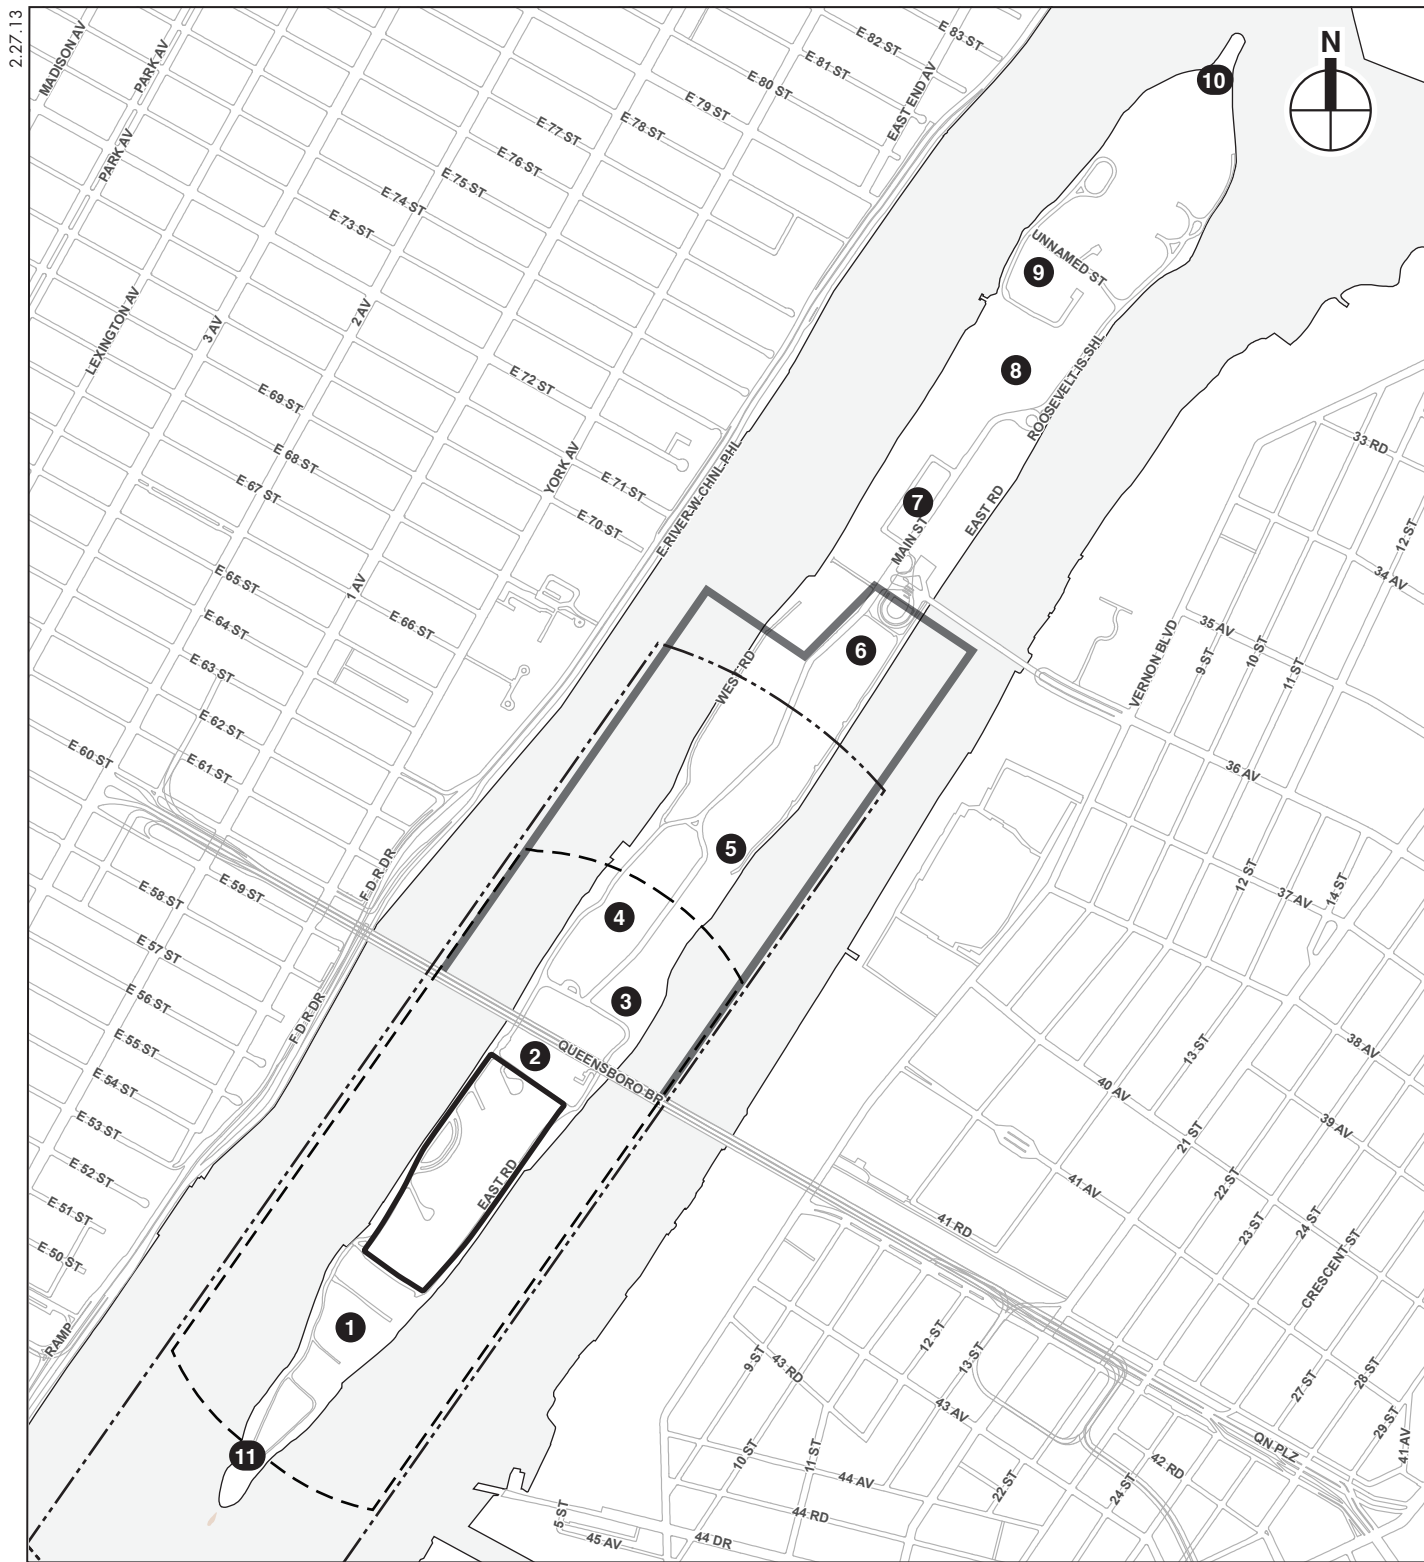 2.27.13
MADISON AV
PARK AV
PARK AV
E 82 ST
E 83 ST
E 81 ST
E 80 ST
E 79 ST
E 78 ST
E 77 ST
E 76 ST
E 75 ST
E 74 ST
E 73 ST
EAST END AV
N
10
LEXINGTON AV
3 AV
2 AV
UNNAMED ST
9
8
ROOSEVELT IS SHL
E 72 ST
E 69 ST
E 68 ST
E 67 ST
YORK AV
E 71 ST
E 70 ST
E RIVER W CHNL PHL
33 RD
12 ST
34 AV
7
MAIN ST
EAST RD
E 65 ST
1 AV
E 64 ST
E 66 ST
E 63 ST
E 62 ST
E 61 ST
E 60 ST
6
WEST RD
35 AV
VERNON BLVD
9 ST
10 ST
11 ST
36 AV
5
4
3
2
F D R DR
E 59 ST
E 58 ST
E 57 ST
E 56 ST
E 55 ST
E 54 ST
E 53 ST
E 52 ST
E 51 ST
E 50 ST
F D R DR
12 ST
37 AV
14 ST
13 ST
38 AV
QUEENSBORO BR
40 AV
39 AV
21 ST
22 ST
41 AV
23 ST
24 ST
CRESCENT ST
41 RD
EAST RD
1
RAMP
11
12 ST
13 ST
9 ST
43 RD
43 AV
27 ST
28 ST
29 ST
41 AV
QN PLZ
10 ST
11 ST
44 AV
22 ST
24 ST
42 RD
5 ST
45 AV
44 DR
44 RD